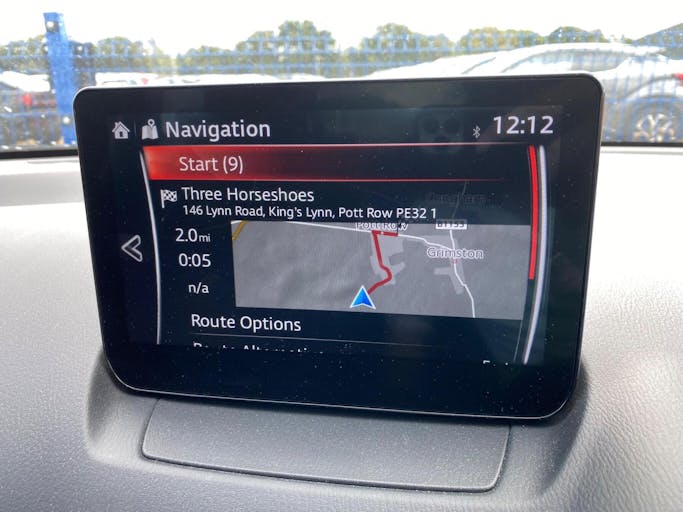 Navigation
12:12
Start (9)
Three Horseshoes
146 Lynn Road, King's Lynn, Pott Row PE32 1
2.0mi
0:05
n/a
B1153
Grimston
Route Options